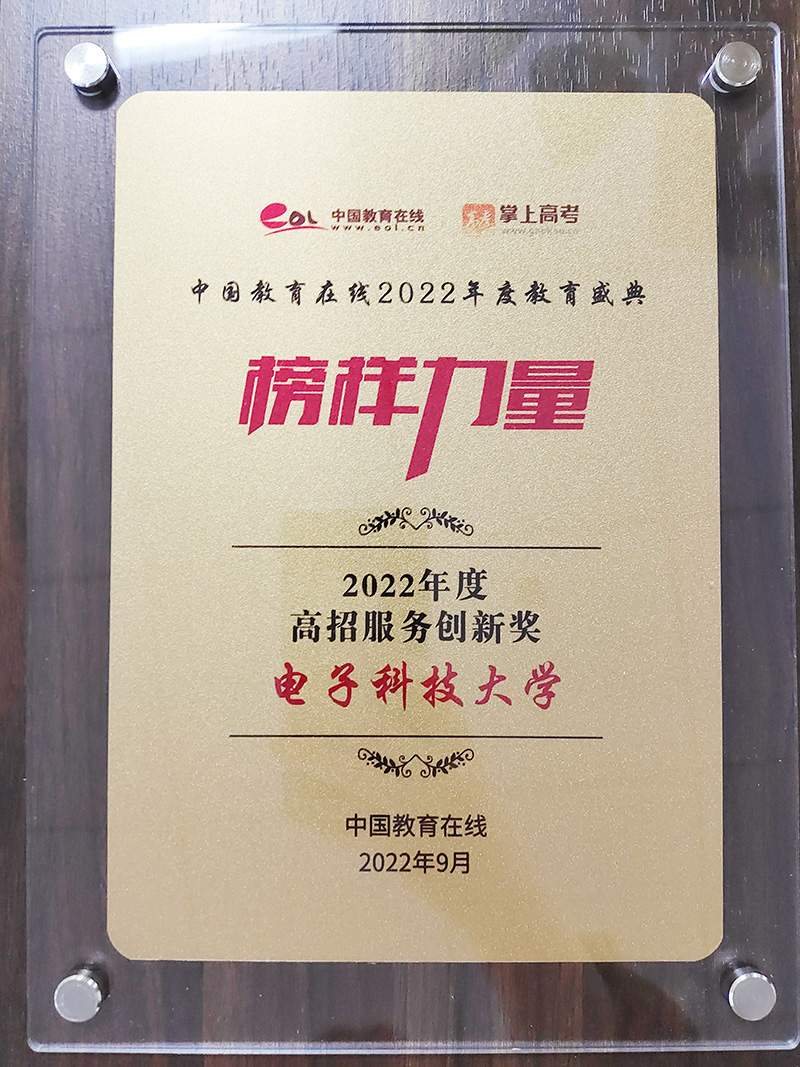 eol 中国教育在线 掌上高考
www.eol.cn www.gaokao.cn
中国教育在线2022年度教育盛典
榜样力量
2022年度
高招服务创新奖
电子科技大学
中国教育在线
2022年9月